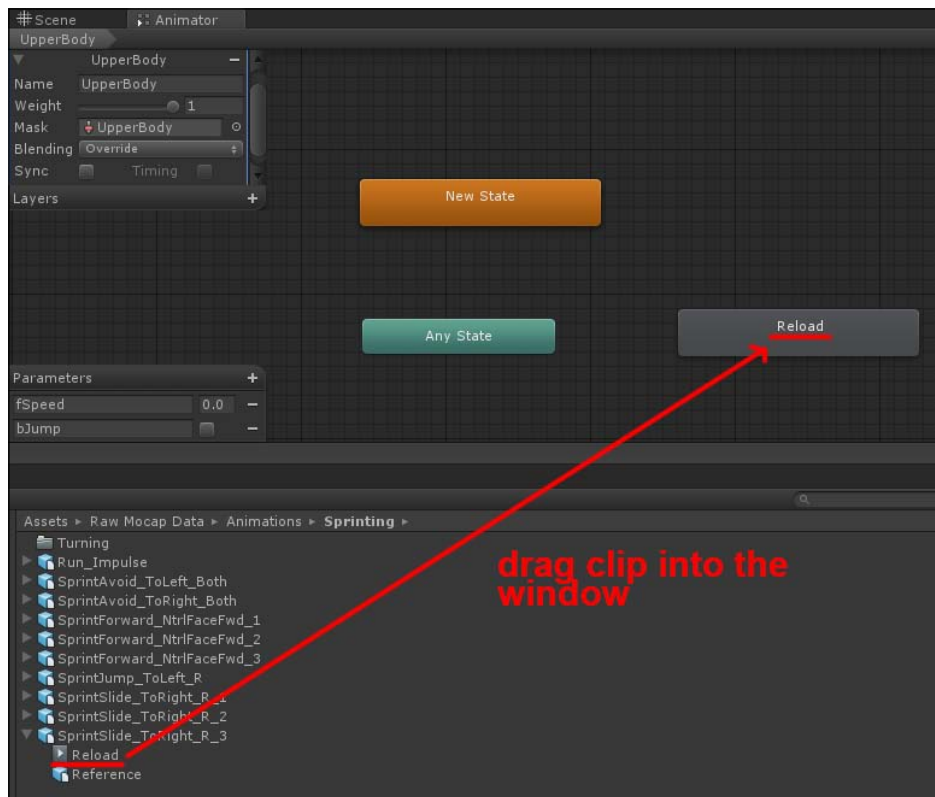 Scene Animator
UpperBody
UpperBody
Name UpperBody
Weight 1
Mask UpperBody
Blending Override
Sync Timing
Layers
New State
Any State
Reload
Parameters
fSpeed 0.0
bJump
Assets Raw Mocap Data Animations Sprinting
Turning
Run_Impulse
SprintAvoid_ToLeft_Both
SprintAvoid_ToRight_Both
SprintForward_NtrlFaceFwd_1
SprintForward_NtrlFaceFwd_2
SprintForward_NtrlFaceFwd_3
SprintJump_ToLeft_R
SprintSlide_ToRight_R_1
SprintSlide_ToRight_R_2
SprintSlide_ToRight_R_3
Reload
Reference
drag clip into the
window